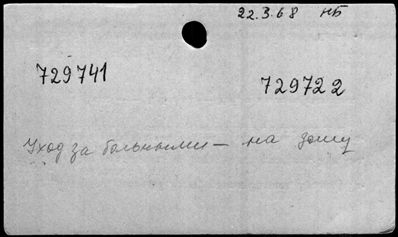 22.3.68 НБ
729741
729722
Уход за больными — на дому